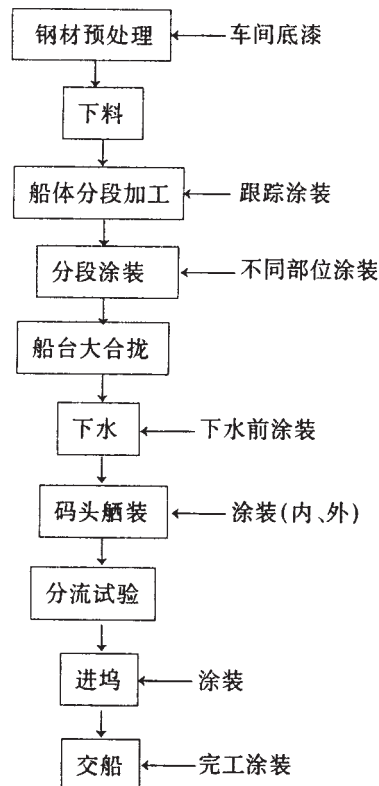 钢材预处理 车间底漆
下料
船体分段加工 跟踪涂装
分段涂装 不同部位涂装
船台大合拢
下水 下水前涂装
码头舾装 涂装(内、外)
分流试验
进坞 涂装
交船 完工涂装